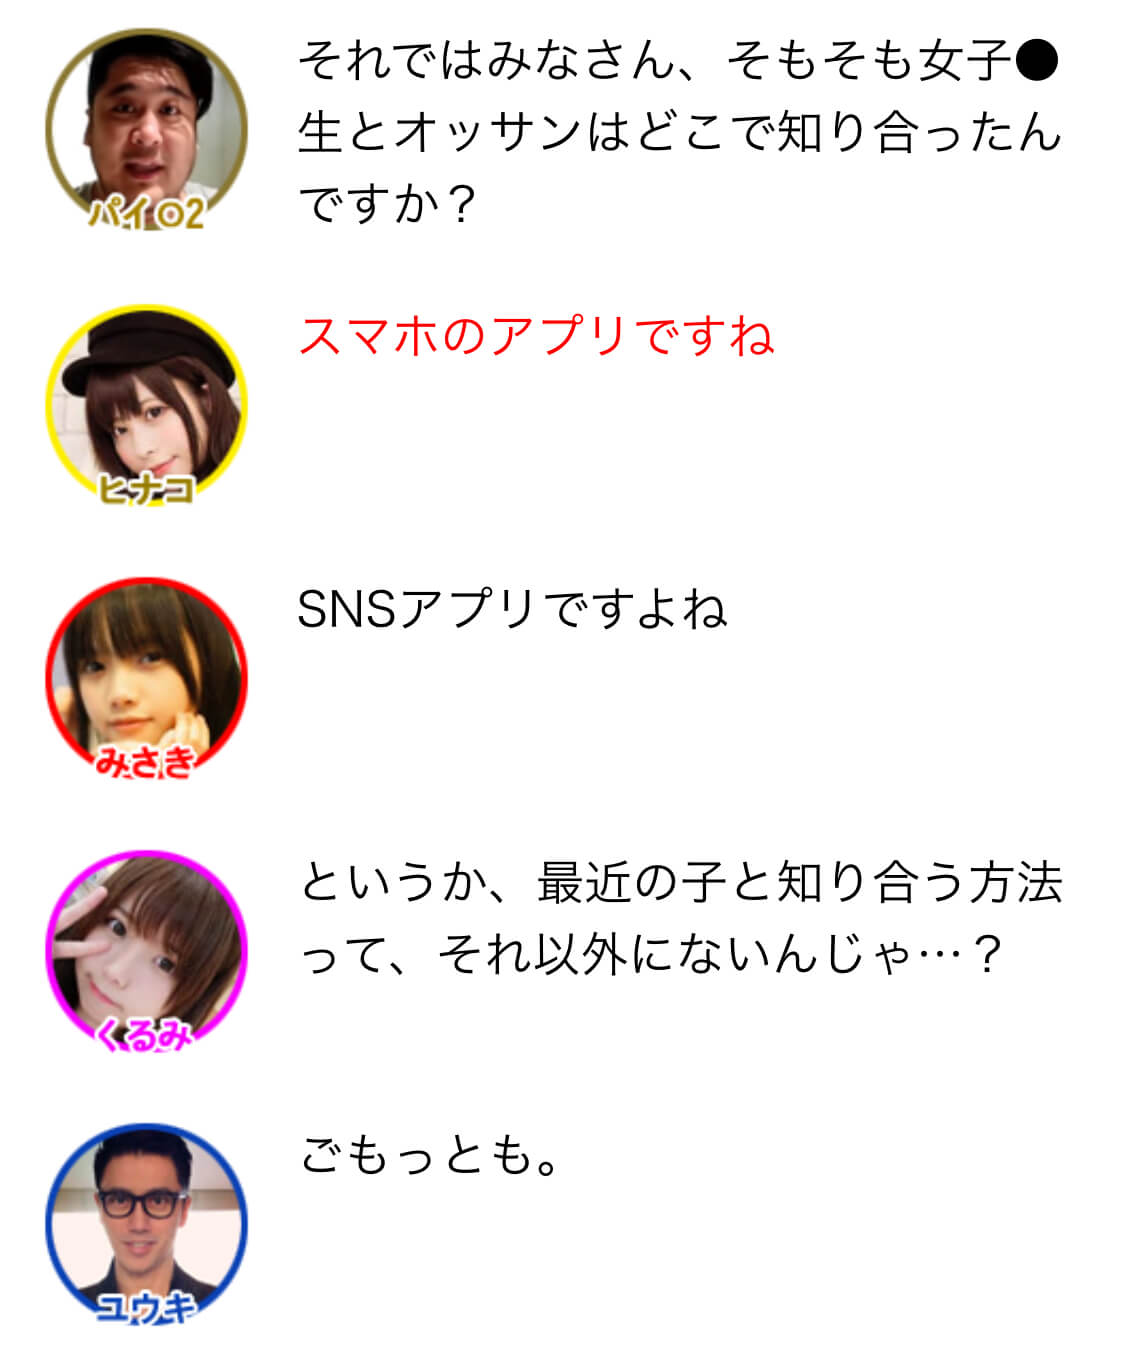 それではみなさん、そもそも女子●
生とオッサンはどこで知り合ったん
ですか？
パイ◎2
スマホのアプリですね
ヒナコ
SNSアプリですよね
みさき
というか、最近の子と知り合う方法
って、それ以外にないんじゃ…？
くるみ
ごもっとも。
ユウキ